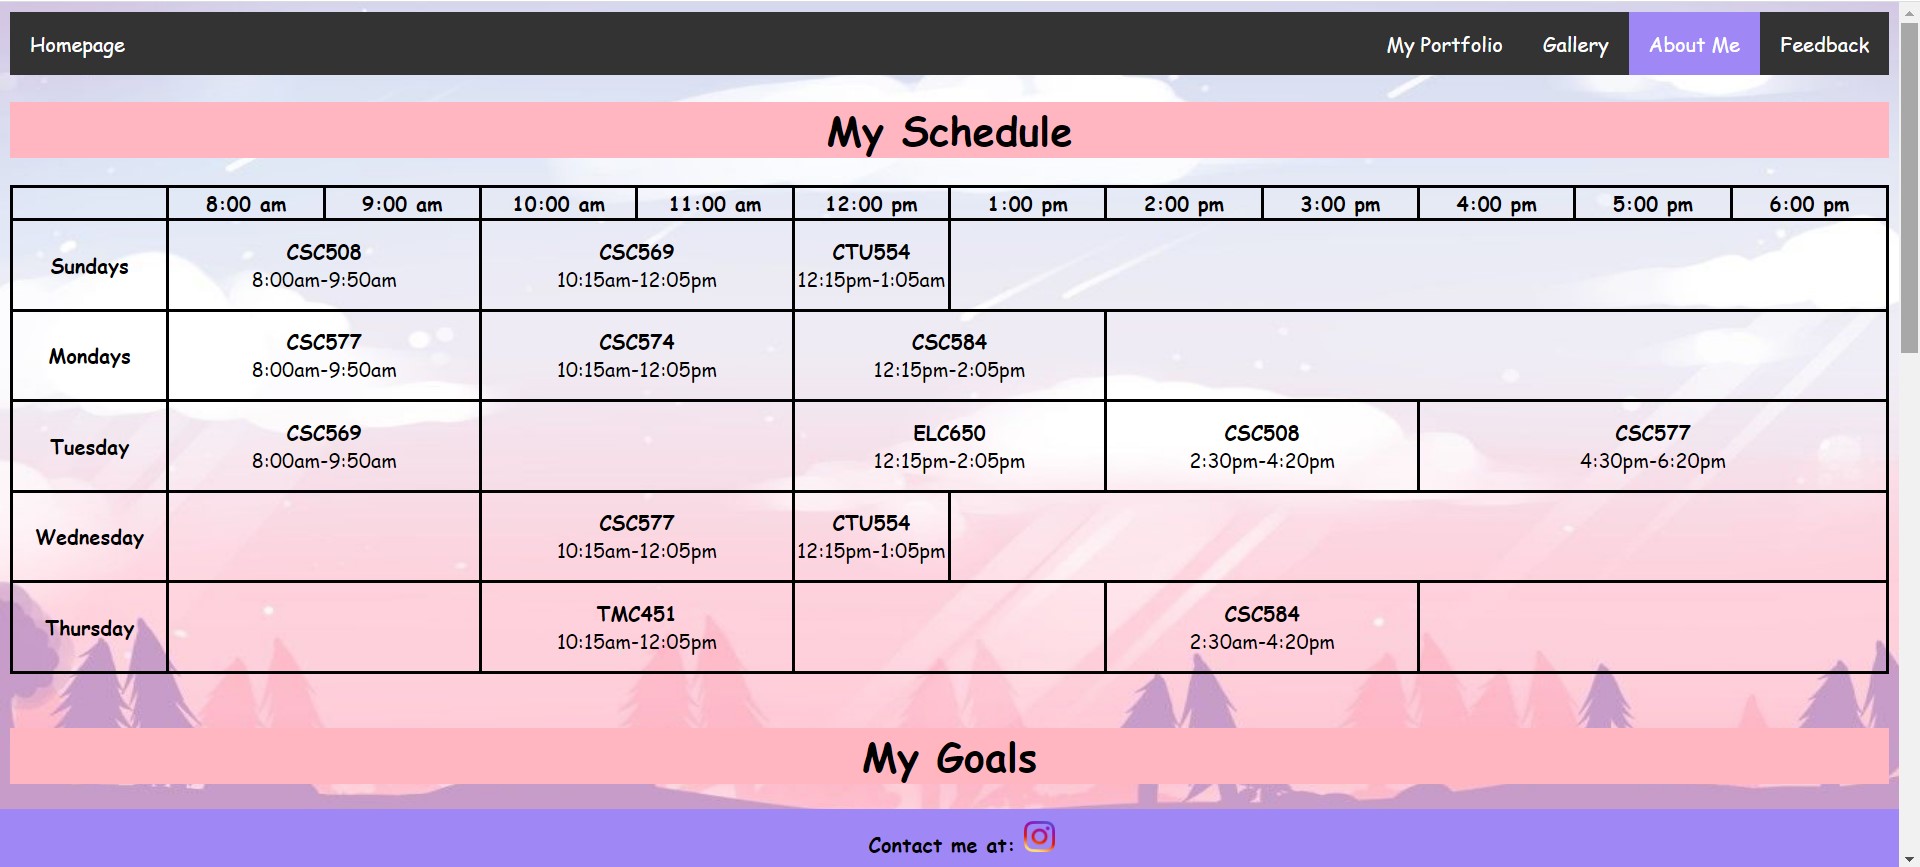 Homepage My Portfolio Gallery About Me Feedback
My Schedule
8:00 am 9:00 am 10:00 am 11:00 am 12:00 pm 1:00 pm 2:00 pm 3:00 pm 4:00 pm 5:00 pm 6:00 pm
Sundays
CSC508
8:00am-9:50am
CSC569
10:15am-12:05pm
CTU554
12:15pm-1:05am
Mondays
CSC577
8:00am-9:50am
CSC574
10:15am-12:05pm
CSC584
12:15pm-2:05pm
Tuesday
CSC569
8:00am-9:50am
ELC650
12:15pm-2:05pm
CSC508
2:30pm-4:20pm
CSC577
4:30pm-6:20pm
Wednesday
CSC577
10:15am-12:05pm
CTU554
12:15pm-1:05pm
Thursday
TMC451
10:15am-12:05pm
CSC584
2:30am-4:20pm
My Goals
Contact me at: